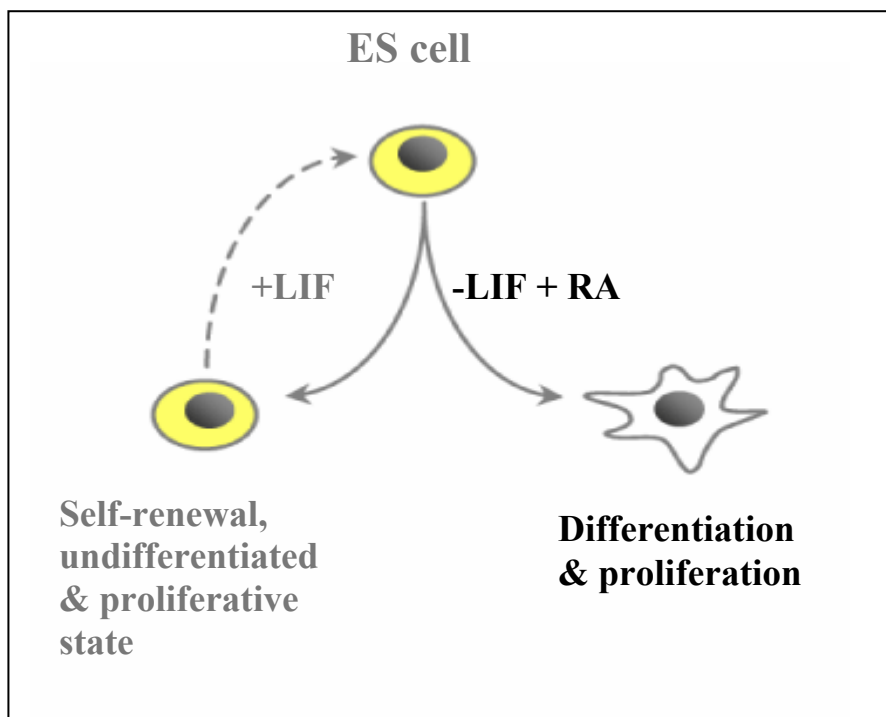 ES cell
+LIF
-LIF + RA
Self-renewal,
undifferentiated
& proliferative
state
Differentiation
& proliferation